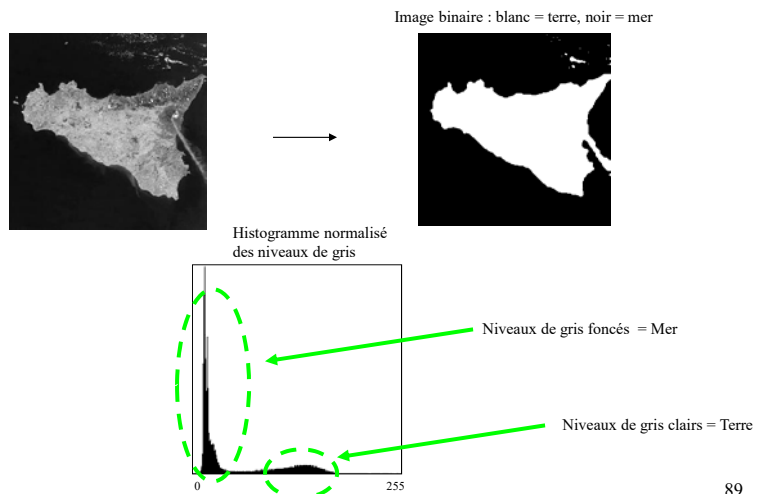 Image binaire : blanc = terre, noir = mer
Histogramme normalisé
des niveaux de gris
Niveaux de gris foncés = Mer
Niveaux de gris clairs = Terre
0
255
89